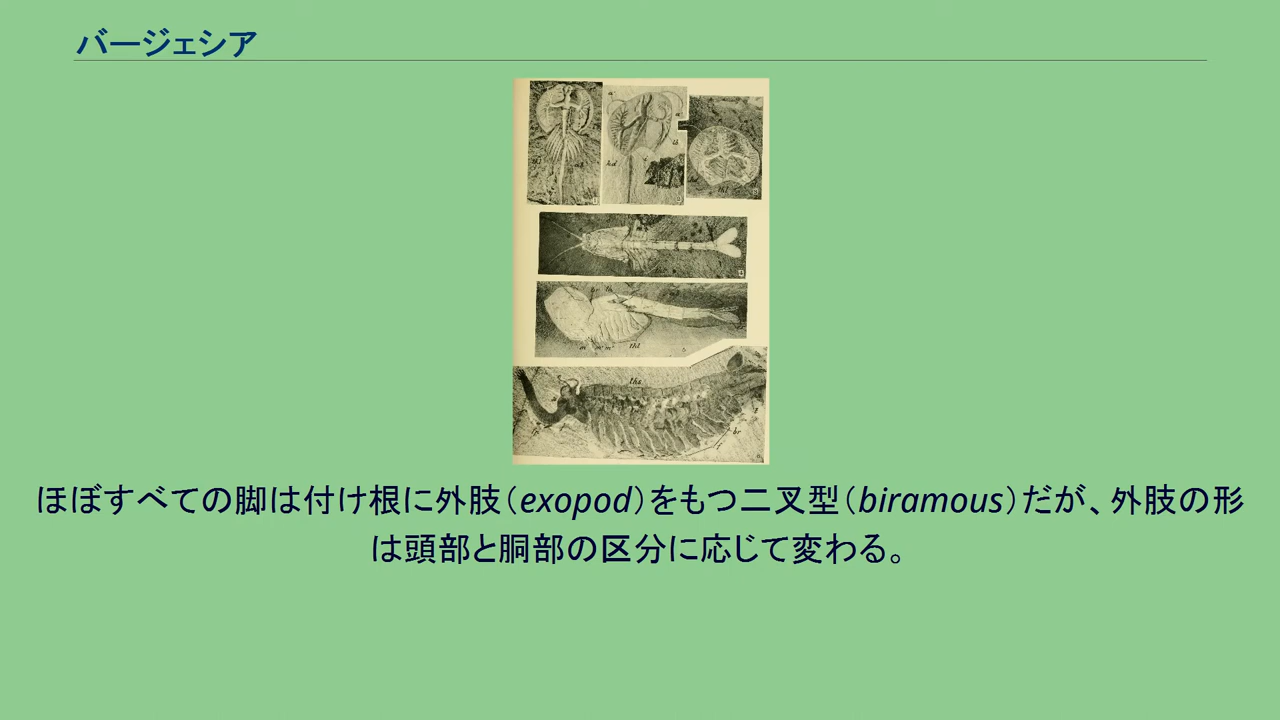 バージェシア
ths
ほぼすべての脚は付け根に外肢（exopod）をもつ二叉型（biramous）だが、外肢の形
は頭部と胴部の区分に応じて変わる。